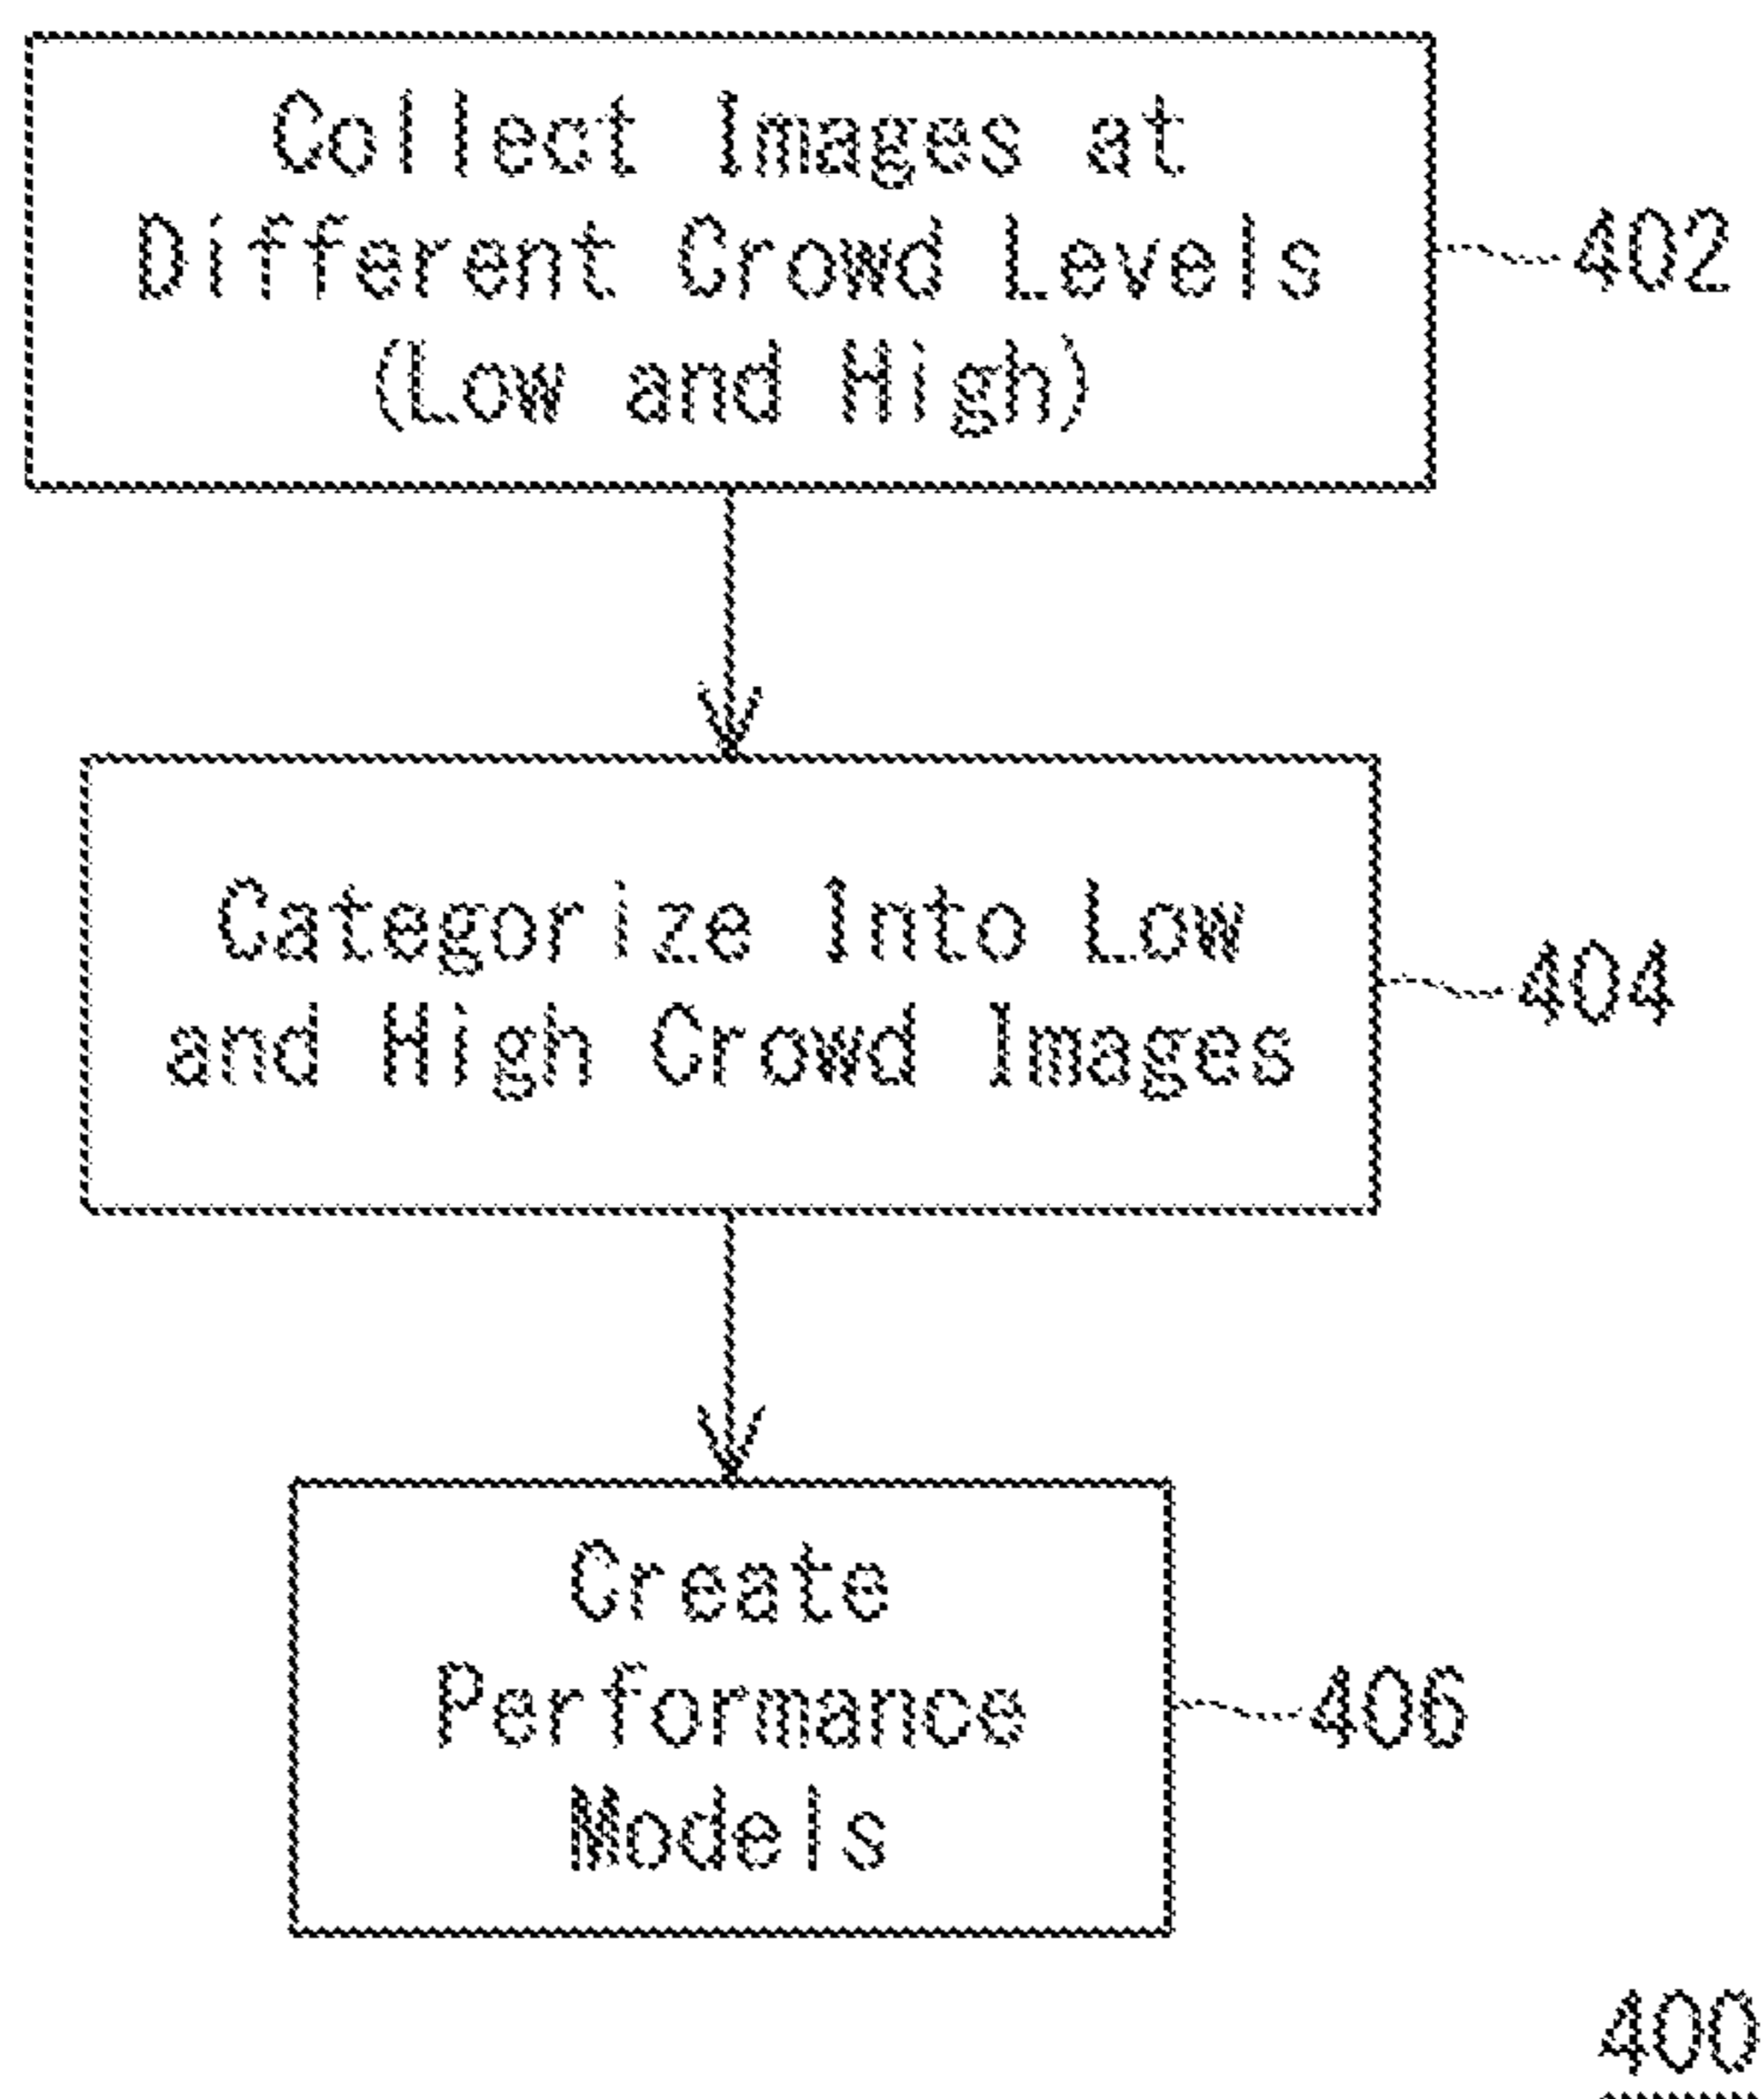 Collect Images at
Different Crowd Levels
(Low and High)
402
Categorize Into Low
and High Crowd Images
404
Create
Performance
Models
406
400